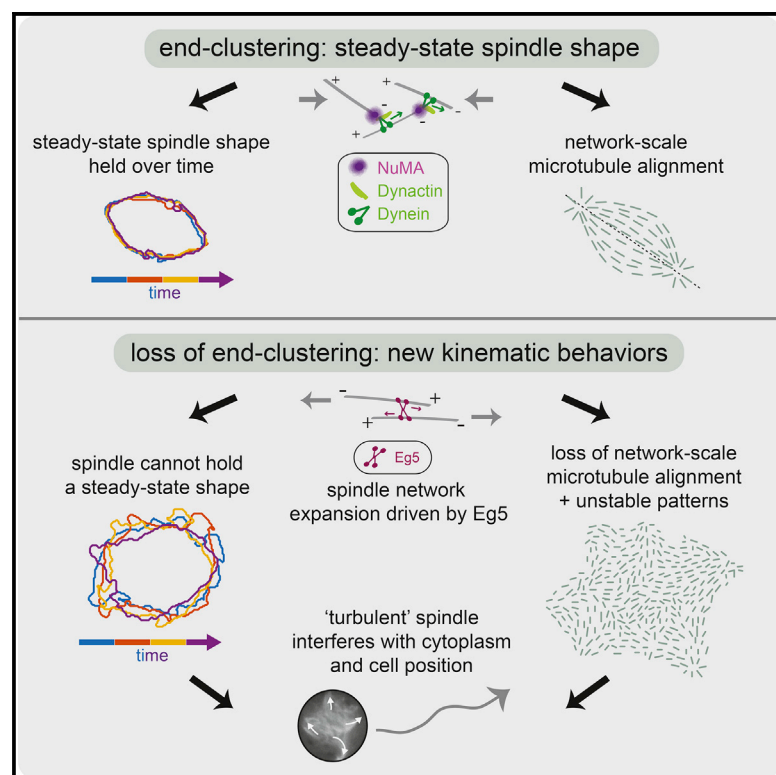 end-clustering: steady-state spindle shape
steady-state spindle shape
held over time
time
+
+
-
-
+
-
NuMA
Dynactin
Dynein
network-scale
microtubule alignment
loss of end-clustering: new kinematic behaviors
spindle cannot hold
a steady-state shape
time
-
+
+
-
Eg5
spindle network
expansion driven by Eg5
loss of network-scale
microtubule alignment
+ unstable patterns
'turbulent' spindle
interferes with cytoplasm
and cell position